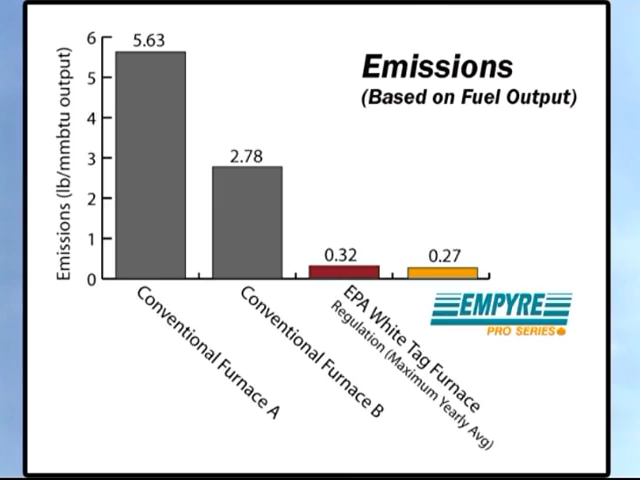 Emissions
(Based on Fuel Output)
Emissions (lb/mmbtu output)
6
5
4
3
2
1
0
5.63
2.78
0.32
0.27
Conventional Furnace A
Conventional Furnace B
EPA White Tag Furnace
Regulation (Maximum Yearly Avg)
EMPYRE
PRO SERIES